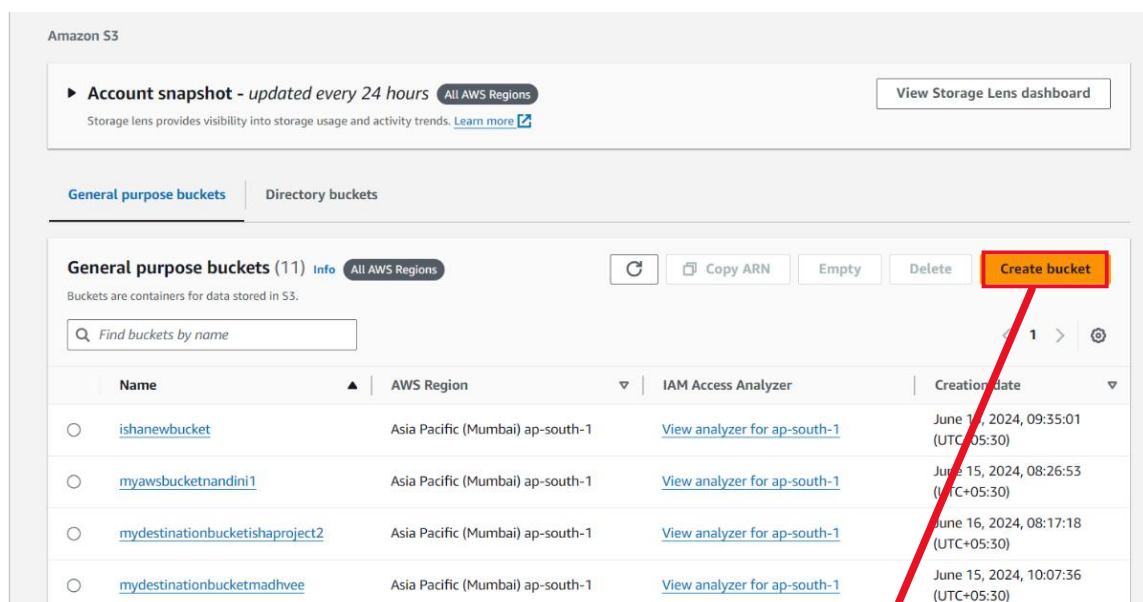 Amazon S3
Account snapshot - updated every 24 hours All AWS Regions
View Storage Lens dashboard
Storage lens provides visibility into storage usage and activity trends. Learn more
General purpose buckets Directory buckets
General purpose buckets (11) Info All AWS Regions
Copy ARN Empty Delete Create bucket
Buckets are containers for data stored in S3.
Find buckets by name
1
Name AWS Region IAM Access Analyzer Creation date
ishanewbucket Asia Pacific (Mumbai) ap-south-1 View analyzer for ap-south-1 June 2024, 09:35:01
(UTC+05:30)
myawsbucketnandini1 Asia Pacific (Mumbai) ap-south-1 View analyzer for ap-south-1 June 15, 2024, 08:26:53
(UTC+05:30)
mydestinationbucketishaproject2 Asia Pacific (Mumbai) ap-south-1 View analyzer for ap-south-1 June 16, 2024, 08:17:18
(UTC+05:30)
mydestinationbucketmadhvee Asia Pacific (Mumbai) ap-south-1 View analyzer for ap-south-1 June 15, 2024, 10:07:36
(UTC+05:30)